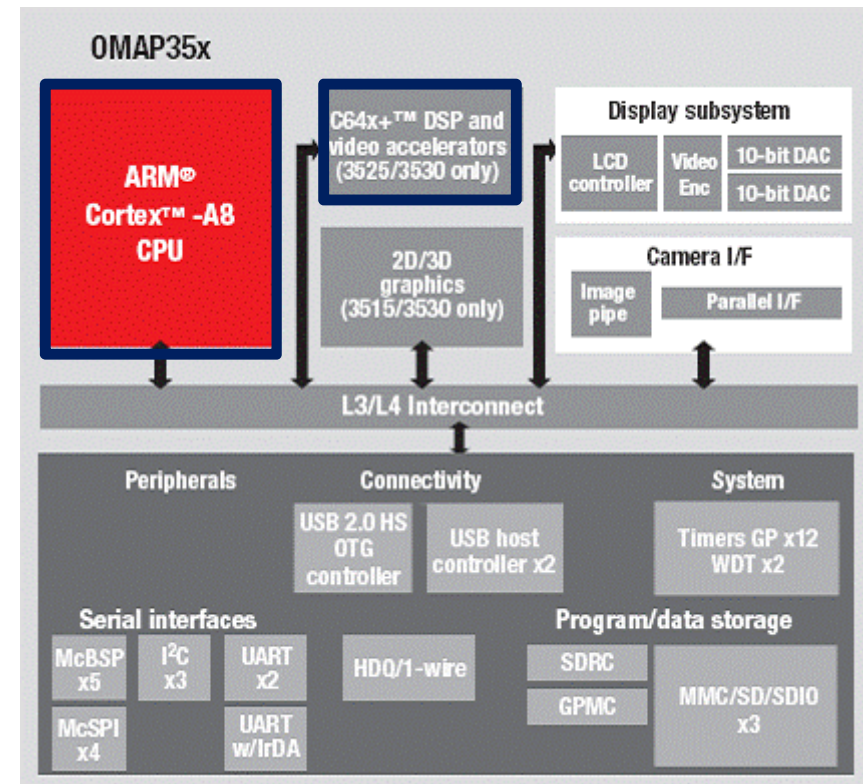 OMAP35x
ARM®
Cortex™ -A8
CPU
C64x+™ DSP and
video accelerators
(3525/3530 only)
2D/3D
graphics
(3515/3530 only)
Display subsystem
LCD
controller
Video
Enc
10-bit DAC
10-bit DAC
Camera I/F
Image
pipe
Parallel I/F
L3/L4 Interconnect
Peripherals
Connectivity
System
USB 2.0 HS
OTG
controller
USB host
controller x2
Timers GP x12
WDT x2
Serial interfaces
McBSP
x5
I²C
x3
UART
x2
McSPI
x4
UART
w/IrDA
HDQ/1-wire
Program/data storage
SDRC
GPMC
MMC/SD/SDIO
x3